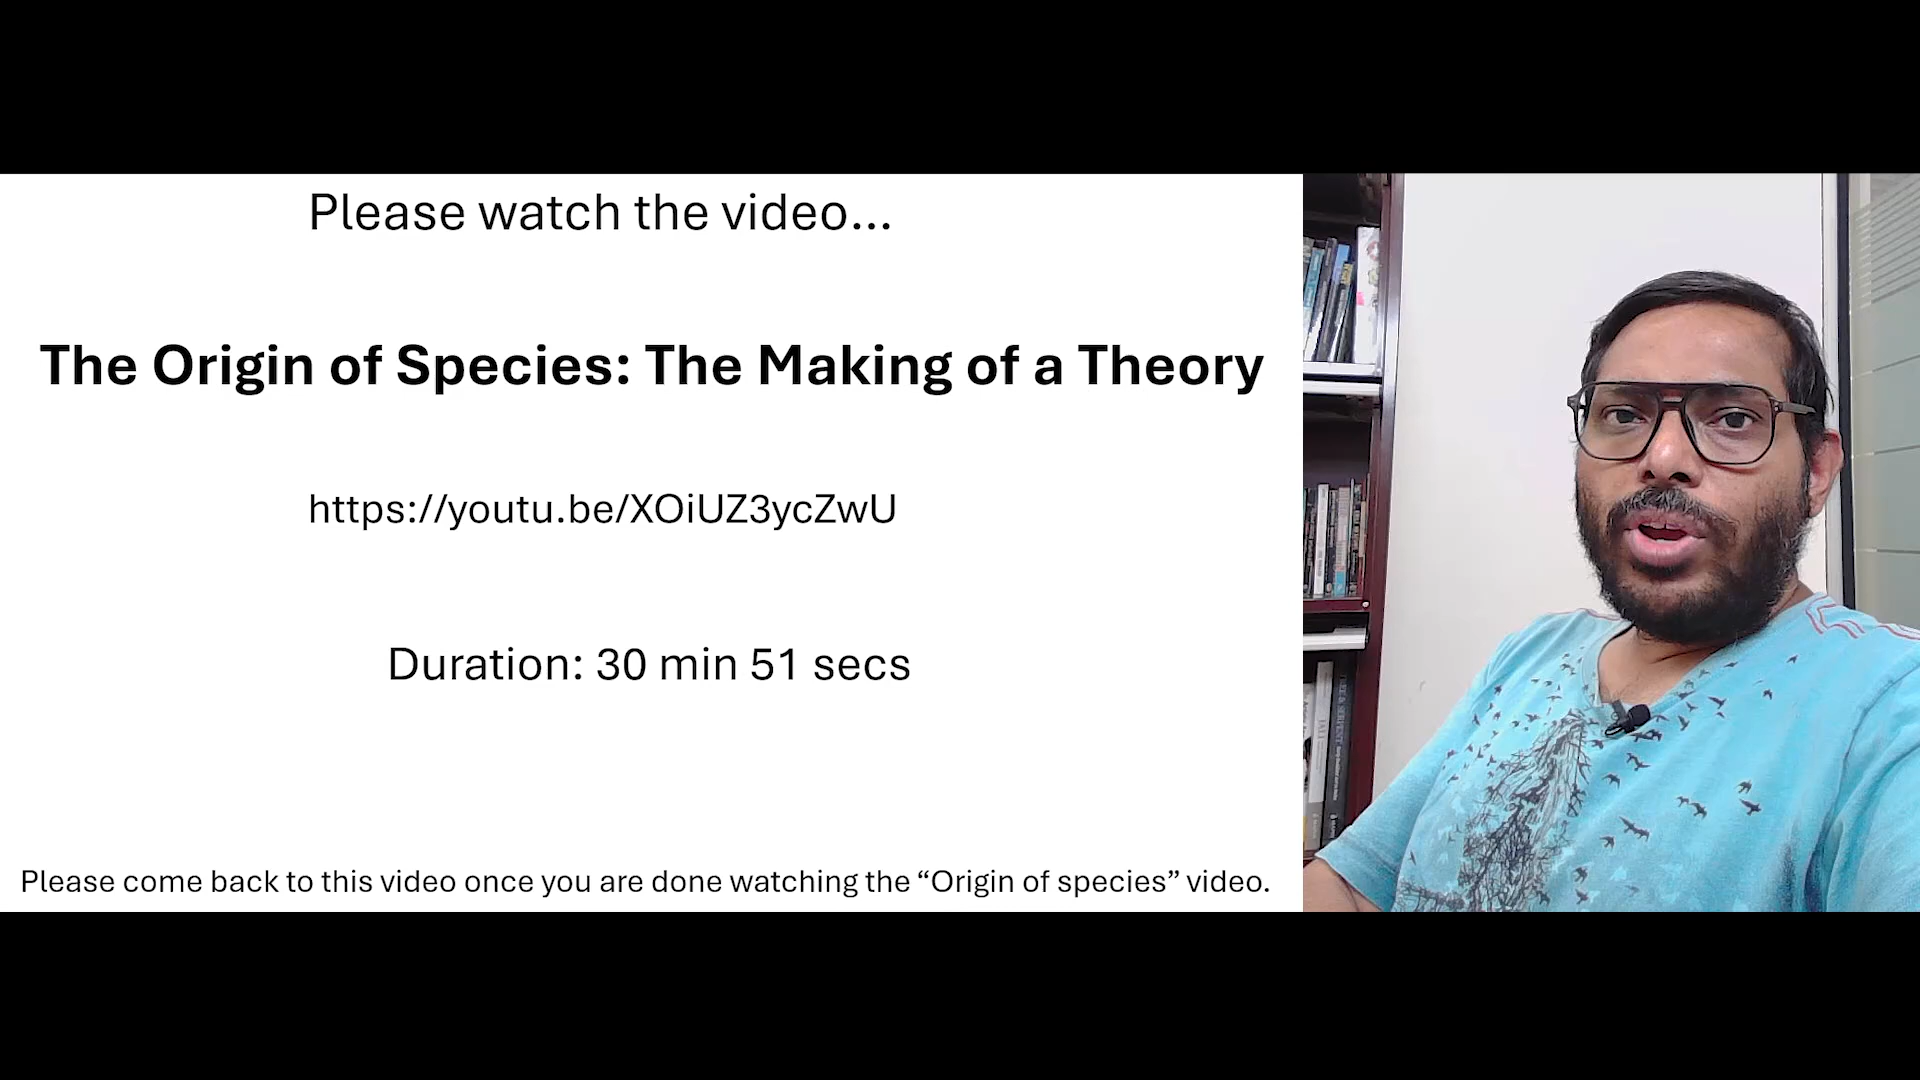 Please watch the video...
The Origin of Species: The Making of a Theory
https://youtu.be/XOiUZ3ycZwU
Duration: 30 min 51 secs
Please come back to this video once you are done watching the “Origin of species” video.